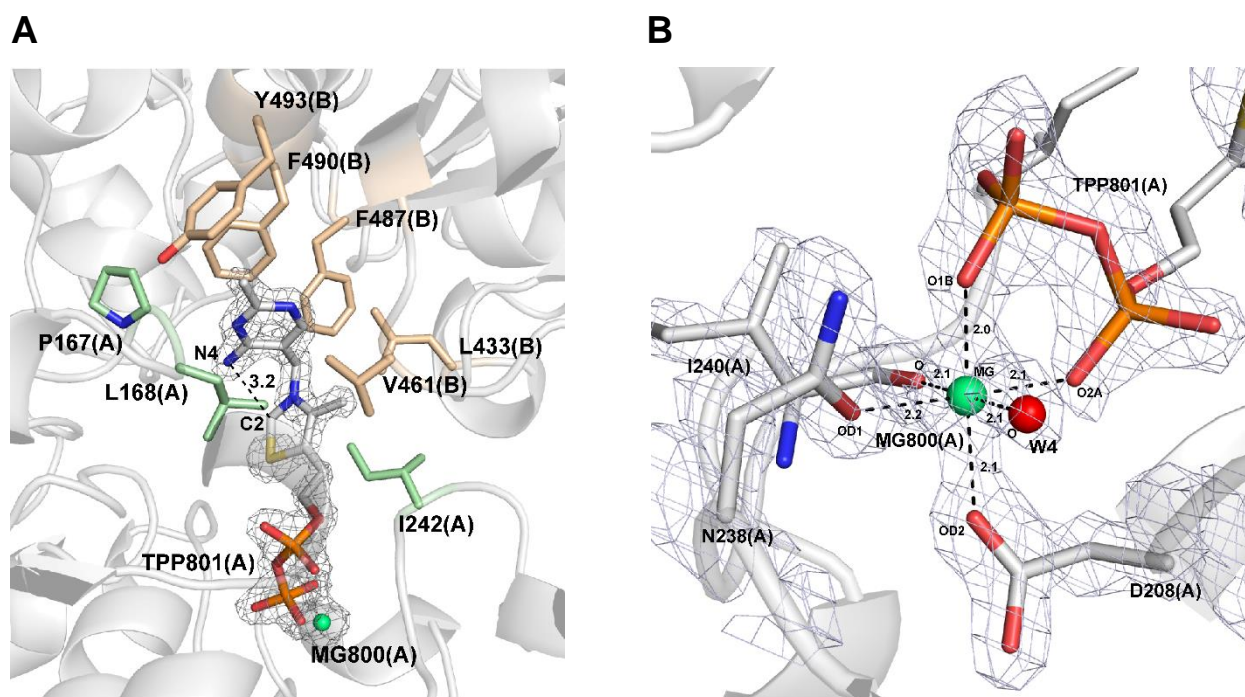 A
Y493(B)
F490(B)
F487(B)
P167(A)
N4
L433(B)
L168(A)
3.2
V461(B)
C2
I242(A)
TPP801(A)
MG800(A)
B
TPP801(A)
O1B
2.0
I240(A)
O
2.1
MG
2.1
O2A
OD1
2.2
2.1
O
MG800(A)
W4
2.1
N238(A)
OD2
D208(A)